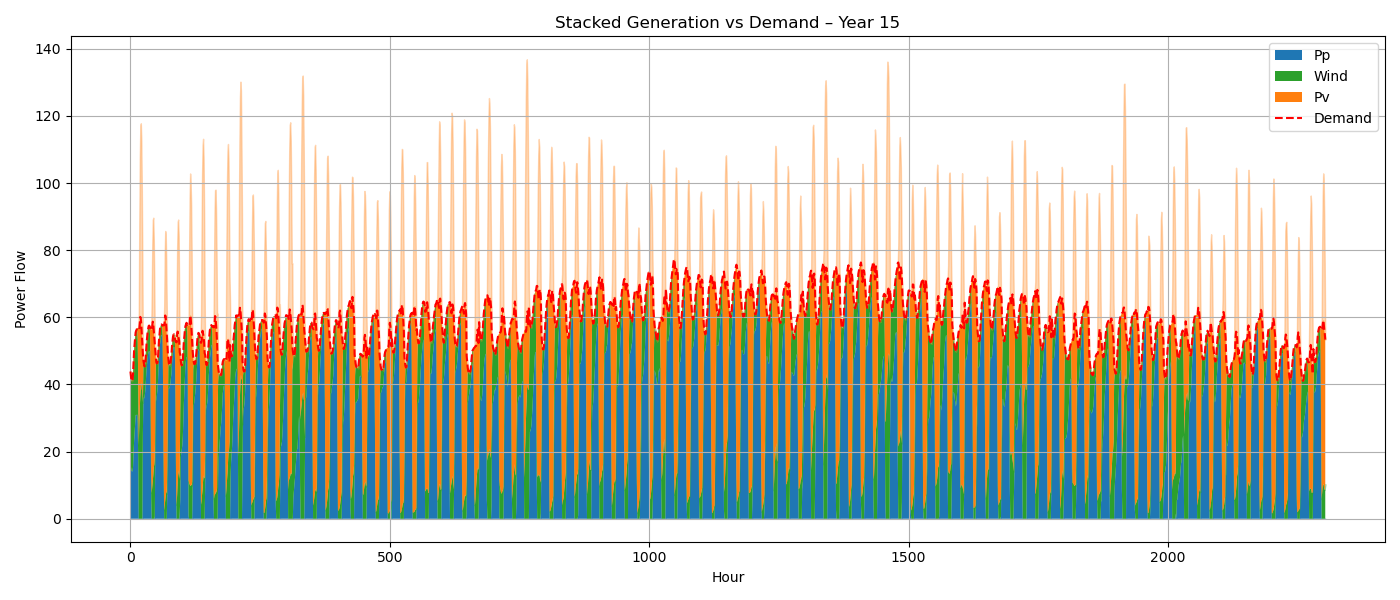 Stacked Generation vs Demand – Year 15
140
120
100
80
60
40
20
0
Power Flow
0 500 1000 1500 2000
Hour
Pp
Wind
Pv
Demand